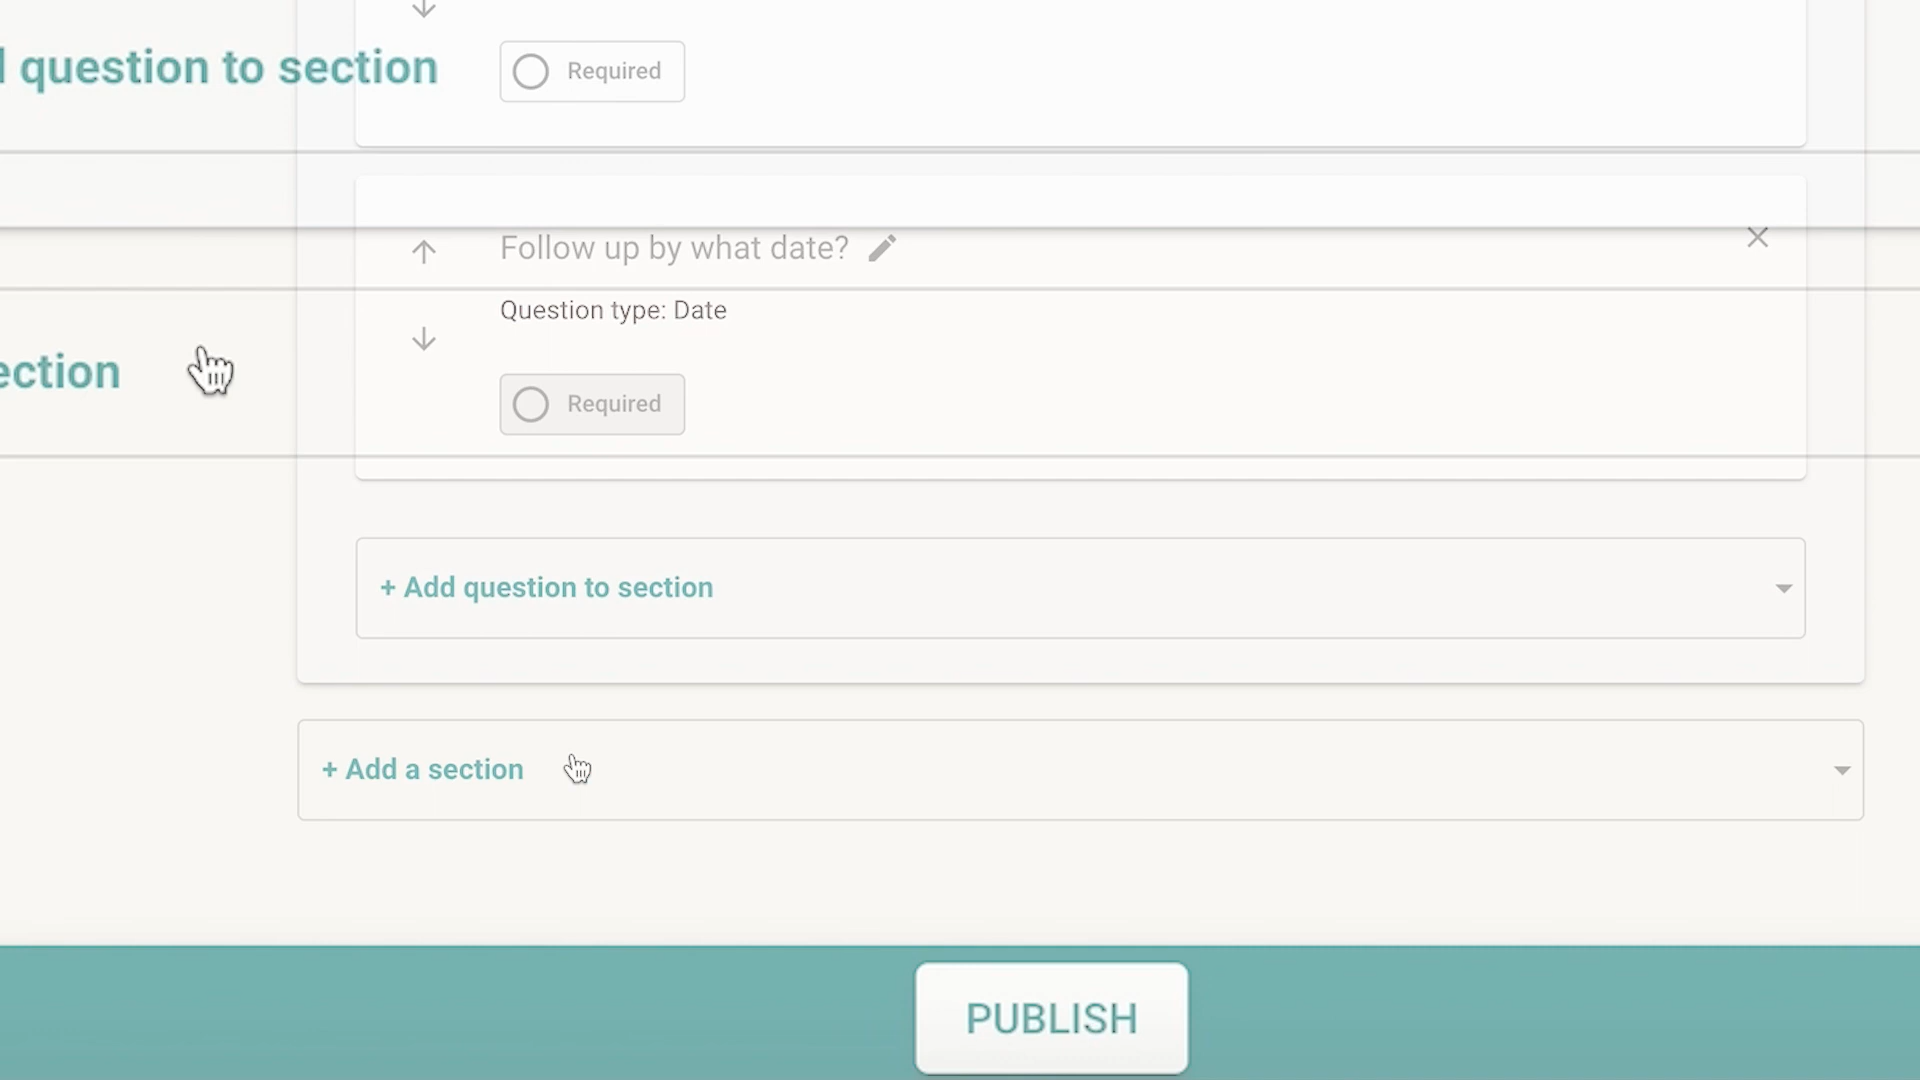 question to section
Required
Follow up by what date?
Question type: Date
ection
Required
+ Add question to section
+ Add a section
PUBLISH